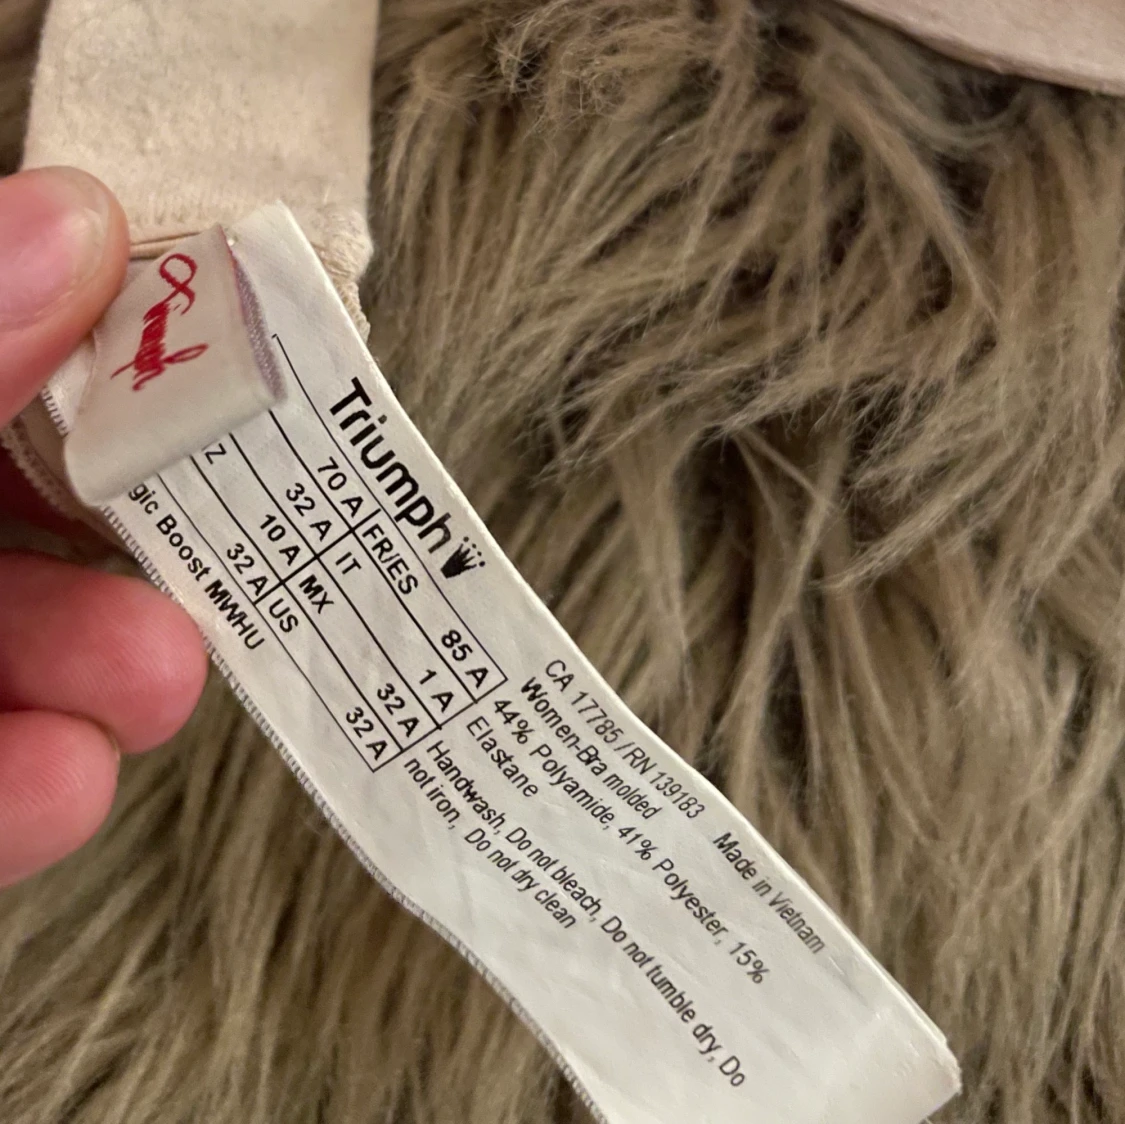 Triumph
Triumph
70 A FR/ES 85 A
32 A IT 1 A
Z 10 A MX 32 A
32 A US 32 A
gic Boost MWHU
CA 17785 / RN 139183 Made in Vietnam
Women-Bra molded
44% Polyamide, 41% Polyester, 15%
Elastane
Handwash, Do not bleach, Do not tumble dry, Do
not iron, Do not dry clean